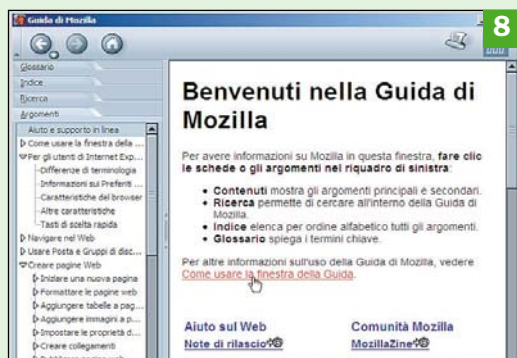 Guida di Mozilla
8
Glossario
Indice
Ricerca
Argomenti
Aiuto e supporto in linea
Come usare la finestra della ...
Per gli utenti di Internet Exp...
Differenze di terminologia
Informazioni sui Preferiti ...
Caratteristiche del browser
Altre caratteristiche
Tasti di scelta rapida
Navigare nel Web
Usare Posta e Gruppi di disc...
Creare pagine Web
Iniziare una nuova pagina
Formattare le pagine web
Aggiungere tabelle a pag...
Aggiungere immagini a p...
Impostare le proprietà d...
Creare collegamenti
Benvenuti nella Guida di
Mozilla
Per avere informazioni su Mozilla in questa finestra, fare clic
le schede o gli argomenti nel riquadro di sinistra:
• Contenuti mostra gli argomenti principali e secondari.
• Ricerca permette di cercare all'interno della Guida di
Mozilla.
• Indice elenca per ordine alfabetico tutti gli argomenti.
• Glossario spiega i termini chiave.
Per altre informazioni sull'uso della Guida di Mozilla, vedere
Come usare la finestra della Guida.
Aiuto sul Web
Note di rilascio
Comunità Mozilla
MozillaZine